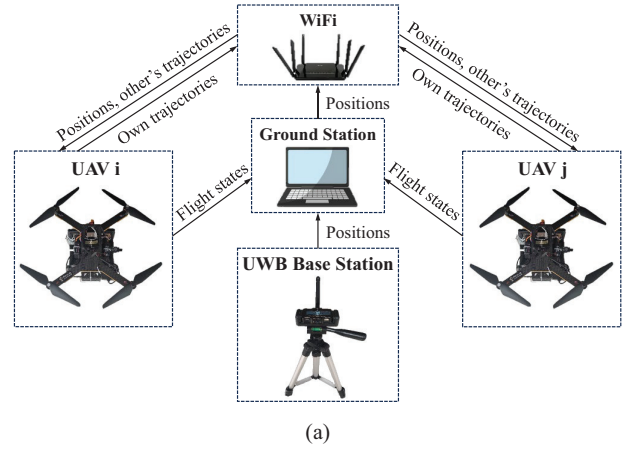 WiFi
Positions, other's trajectories
Own trajectories
Positions, other's trajectories
Own trajectories
Positions
Ground Station
UAV i
UAV j
Flight states
Flight states
Positions
UWB Base Station
(a)